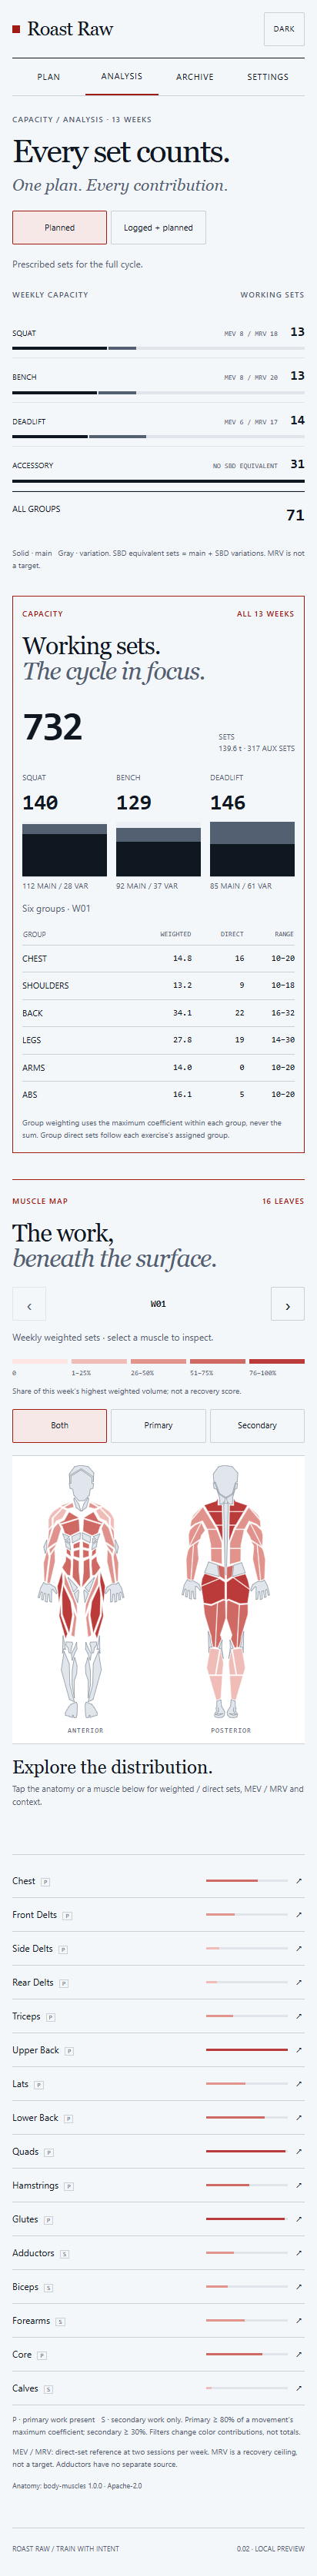 Roast Raw
DARK
PLAN
ANALYSIS
ARCHIVE
SETTINGS
CAPACITY / ANALYSIS · 13 WEEKS
Every set counts.
One plan. Every contribution.
Planned
Logged + planned
Prescribed sets for the full cycle.
WEEKLY CAPACITY
WORKING SETS
SQUAT MEV 8 / MRV 18 13
BENCH MEV 8 / MRV 20 13
DEADLIFT MEV 6 / MRV 17 14
ACCESSORY NO SBD EQUIVALENT 31
ALL GROUPS 71
Solid · main Gray · variation. SBD equivalent sets = main + SBD variations. MRV is not
a target.
CAPACITY
ALL 13 WEEKS
Working sets.
The cycle in focus.
732
SETS
139.6 t · 317 AUX SETS
SQUAT BENCH DEADLIFT
140 129 146
112 MAIN / 28 VAR 92 MAIN / 37 VAR 85 MAIN / 61 VAR
Six groups · W01
GROUP WEIGHTED DIRECT RANGE
CHEST 14.8 16 10–20
SHOULDERS 13.2 9 10–18
BACK 34.1 22 16–32
LEGS 27.8 19 14–30
ARMS 14.0 0 10–20
ABS 16.1 5 10–20
Group weighting uses the maximum coefficient within each group, never the
sum. Group direct sets follow each exercise's assigned group.
MUSCLE MAP
16 LEAVES
The work,
beneath the surface.
‹ W01 ›
Weekly weighted sets · select a muscle to inspect.
0 1–25% 26–50% 51–75% 76–100%
Share of this week's highest weighted volume; not a recovery score.
Both
Primary
Secondary
ANTERIOR
POSTERIOR
Explore the distribution.
Tap the anatomy or a muscle below for weighted / direct sets, MEV / MRV and
context.
Chest P ↗
Front Delts P ↗
Side Delts P ↗
Rear Delts P ↗
Triceps P ↗
Upper Back P ↗
Lats P ↗
Lower Back P ↗
Quads P ↗
Hamstrings P ↗
Glutes P ↗
Adductors S ↗
Biceps S ↗
Forearms S ↗
Core P ↗
Calves S ↗
P · primary work present S · secondary work only. Primary ≥ 80% of a movement's
maximum coefficient; secondary ≥ 30%. Filters change color contributions, not totals.
MEV / MRV: direct-set reference at two sessions per week. MRV is a recovery ceiling,
not a target. Adductors have no separate source.
Anatomy: body-muscles 1.0.0 · Apache-2.0
ROAST RAW / TRAIN WITH INTENT
0.02 · LOCAL PREVIEW